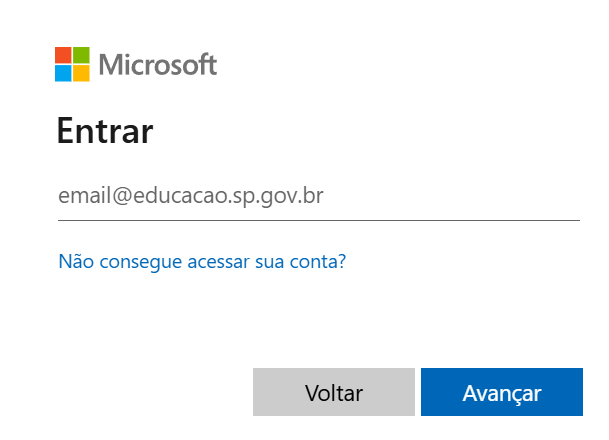 Microsoft
Entrar
email@educacao.sp.gov.br
Não consegue acessar sua conta?
Voltar
Avançar